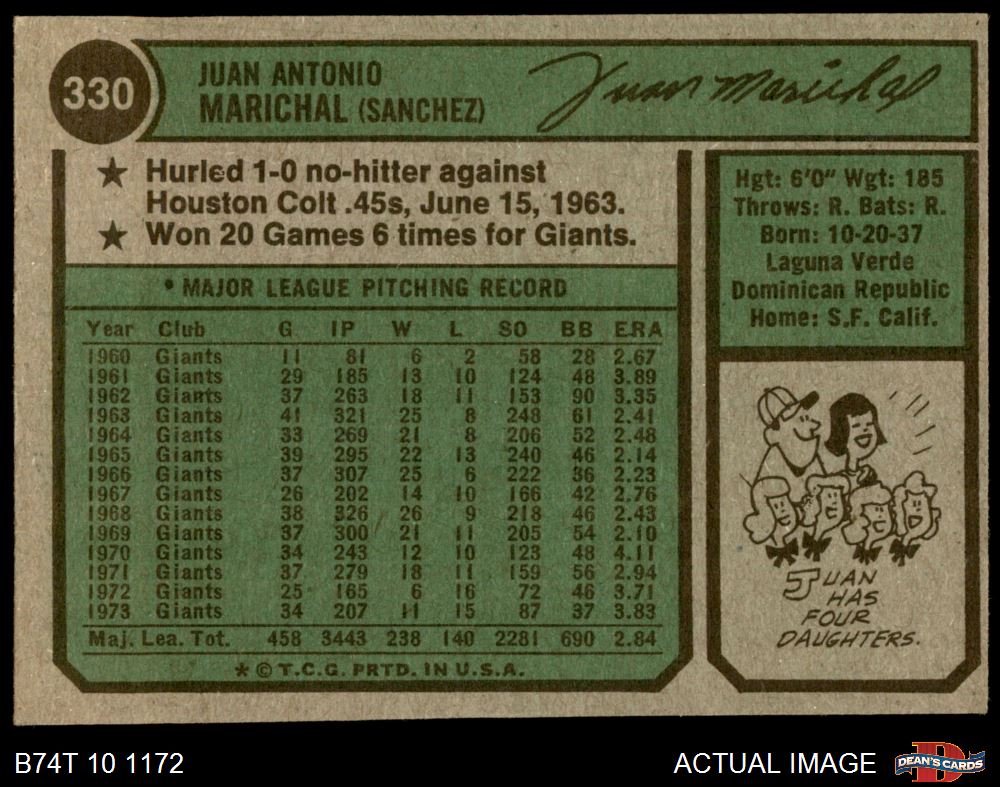 330
JUAN ANTONIO
MARICHAL (SANCHEZ)
Juan Marichal
★ Hurled 1-0 no-hitter against
Houston Colt .45s, June 15, 1963.
★ Won 20 Games 6 times for Giants.
• MAJOR LEAGUE PITCHING RECORD
Year Club G IP W L SO BB ERA
1960 Giants 11 81 6 2 58 28 2.67
1961 Giants 29 185 13 10 124 48 3.89
1962 Giants 37 263 18 11 153 90 3.35
1963 Giants 41 321 25 8 248 61 2.41
1964 Giants 33 269 21 8 206 52 2.48
1965 Giants 39 295 22 13 240 46 2.14
1966 Giants 37 307 25 6 222 36 2.23
1967 Giants 26 202 14 10 166 42 2.76
1968 Giants 38 326 26 9 218 46 2.43
1969 Giants 37 300 21 11 205 54 2.10
1970 Giants 34 243 12 10 123 48 4.11
1971 Giants 37 279 18 11 159 56 2.94
1972 Giants 25 165 6 16 72 46 3.71
1973 Giants 34 207 11 15 87 37 3.83
Maj. Lea. Tot. 458 3443 238 140 2281 690 2.84
* © T.C.G. PRTD. IN U.S.A.
Hgt: 6'0" Wgt: 185
Throws: R. Bats: R.
Born: 10-20-37
Laguna Verde
Dominican Republic
Home: S.F. Calif.
JUAN
HAS
FOUR
DAUGHTERS.
B74T 10 1172
ACTUAL IMAGE
DEAN'S CARDS